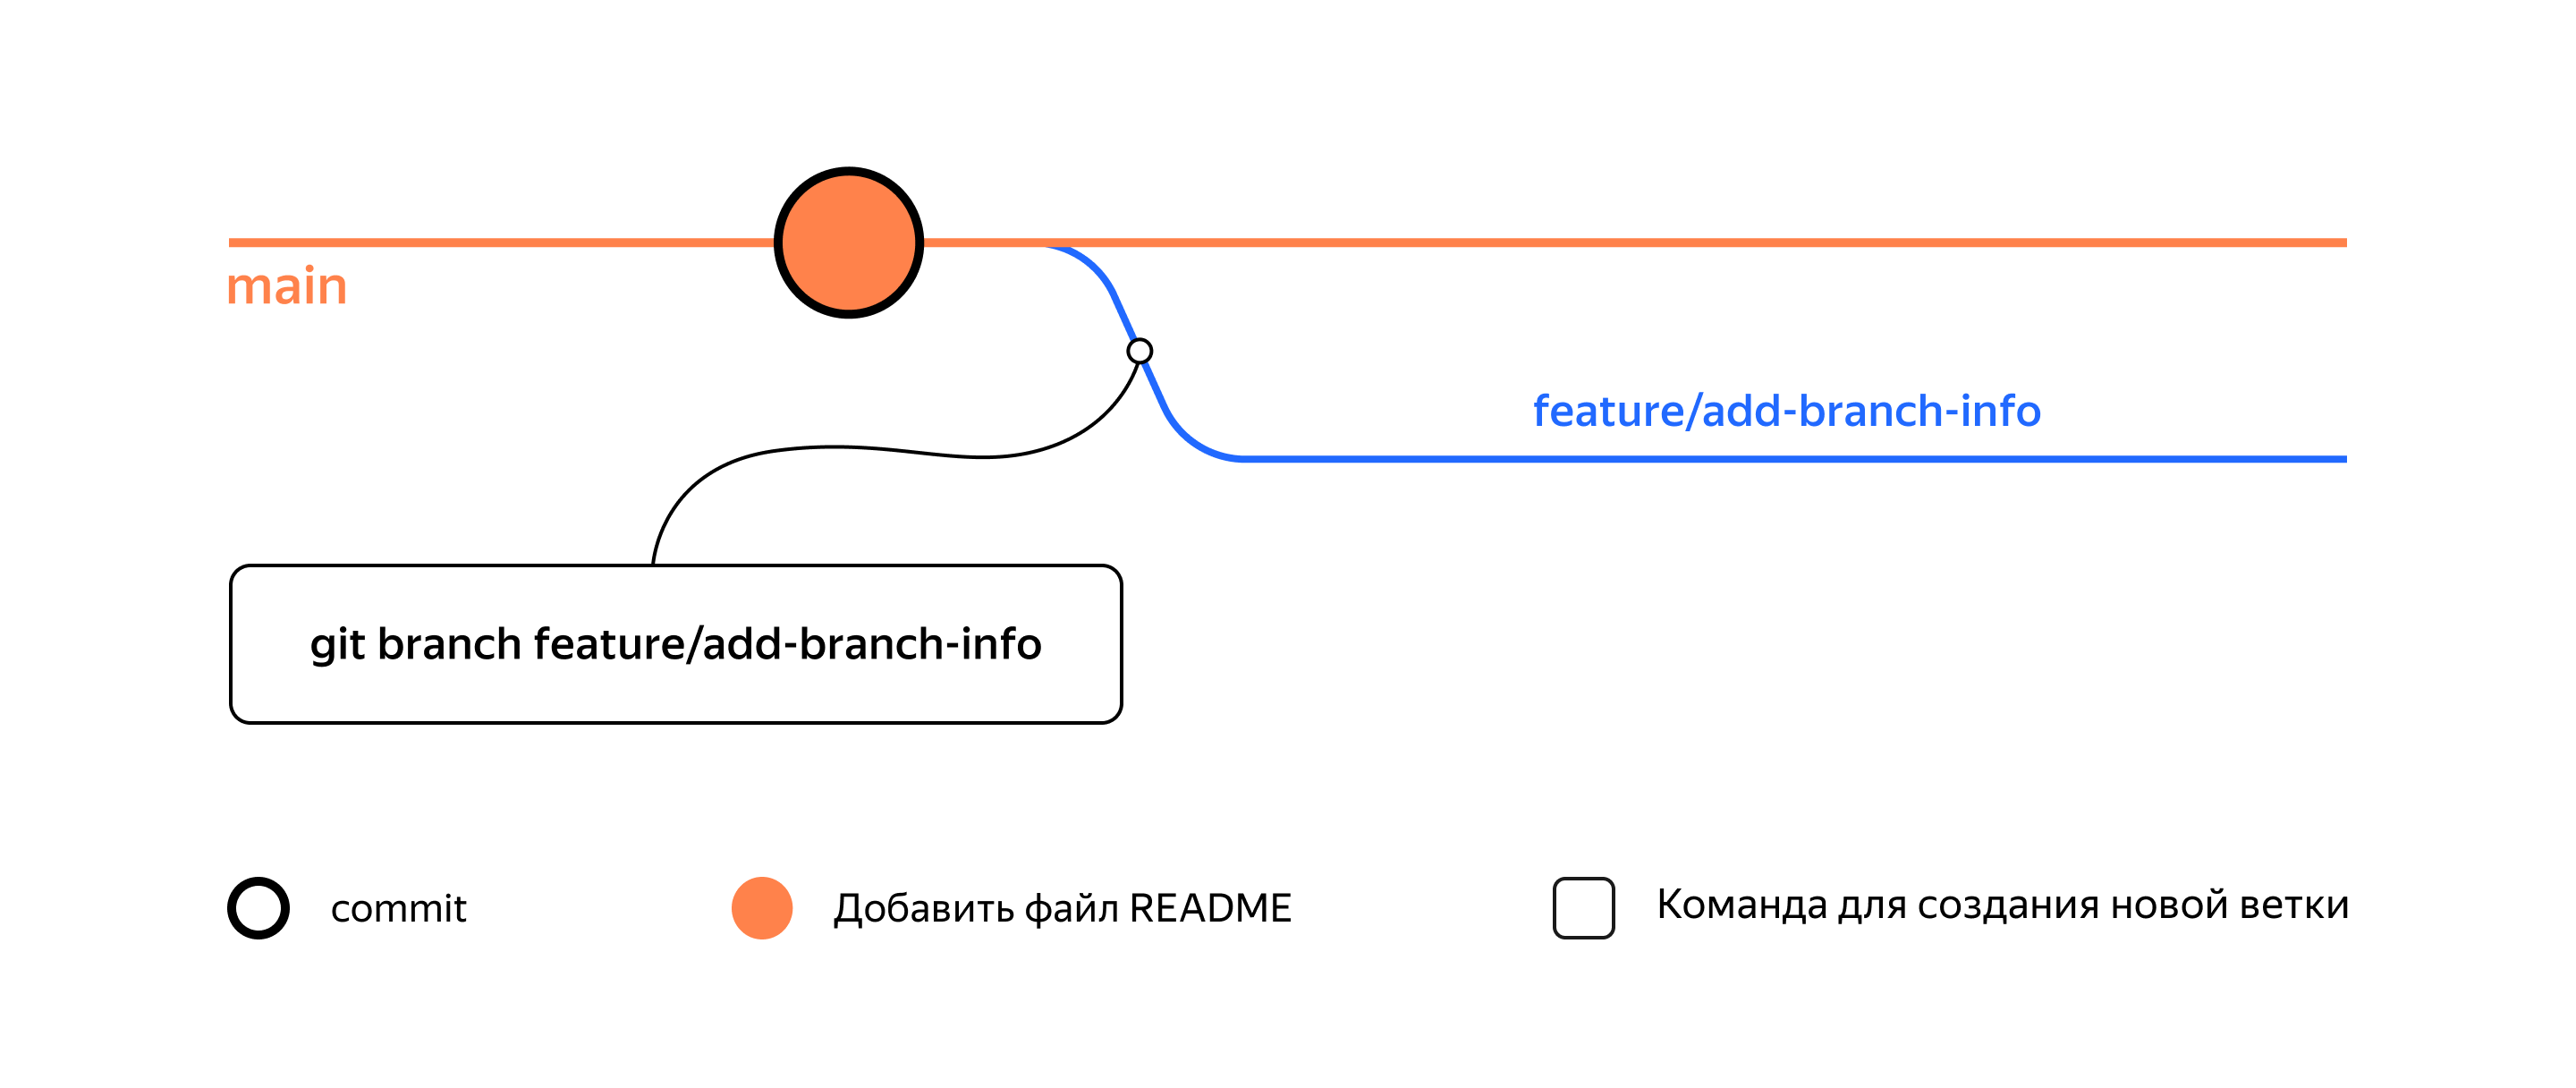 main
feature/add-branch-info
git branch feature/add-branch-info
commit
Добавить файл README
Команда для создания новой ветки